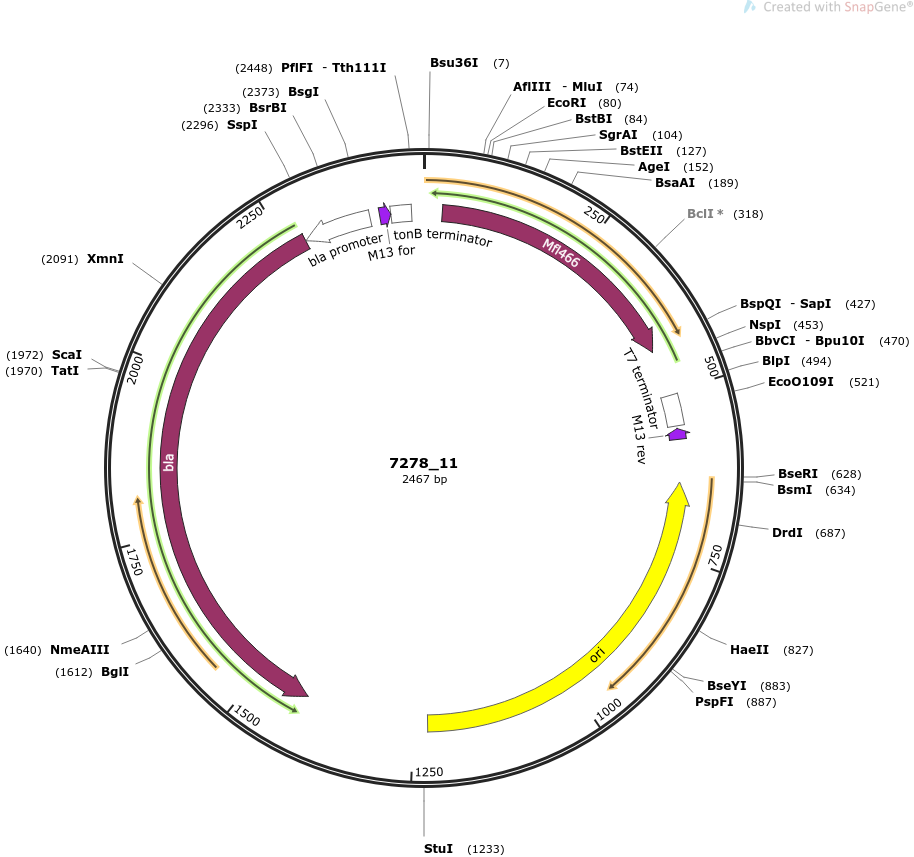 Created with SnapGene®
(2448) PflFI - Tth111I
Bsu36I (7)
(2373) BsgI
(2333) BsrBI
(2296) SspI
AflIII - MluI (74)
EcoRI (80)
BstBI (84)
SgrAI (104)
BstEII (127)
AgeI (152)
BsaAI (189)
BclI * (318)
BspQI - SapI (427)
NspI (453)
BbvCI - Bpu10I (470)
BlpI (494)
EcoO109I (521)
BseRI (628)
BsmI (634)
DrdI (687)
HaeII (827)
BseYI (883)
PspFI (887)
StuI (1233)
(1612) BglI
(1640) NmeAIII
(1970) TatI
(1972) ScaI
(2091) XmnI
250
500
750
1000
1250
1500
1750
2000
2250
bla promoter
M13 for
tonB terminator
Mfl466
T7 terminator
M13 rev
ori
bla
7278_11
2467 bp